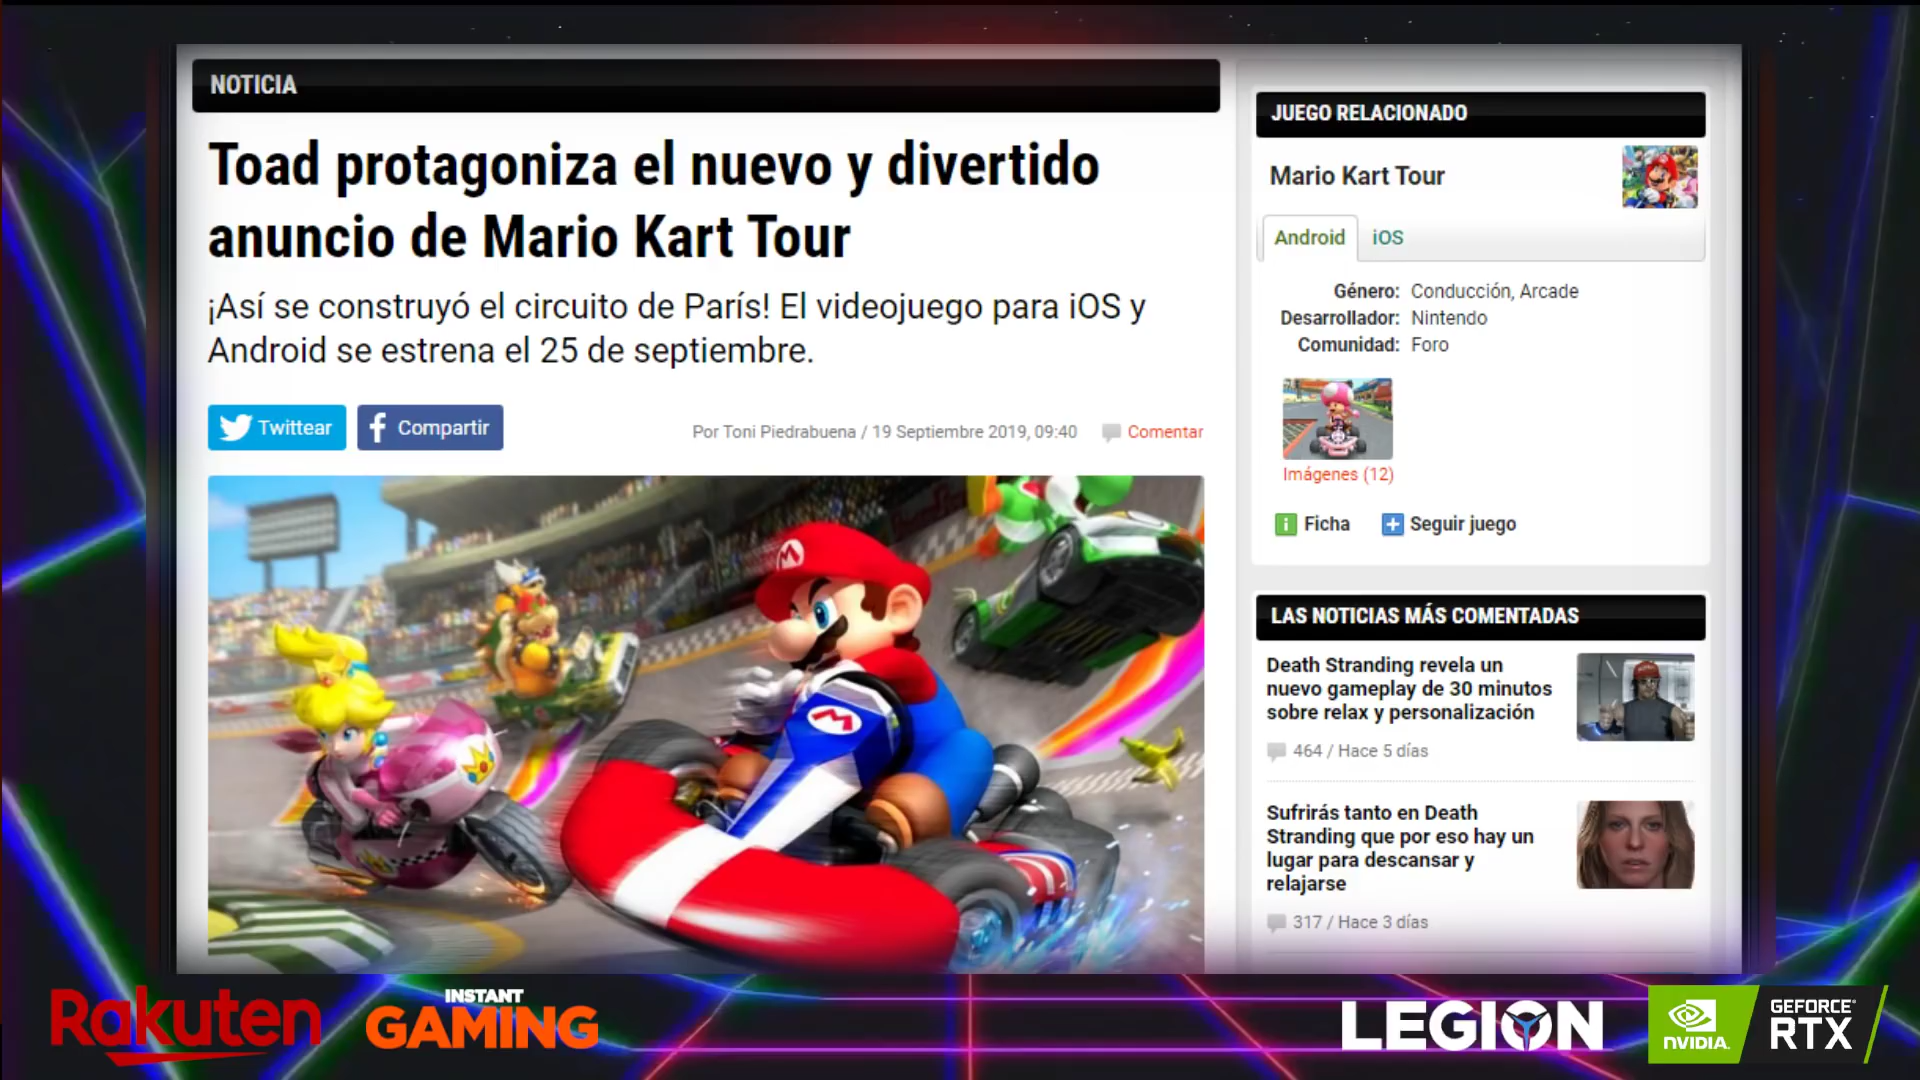 NOTICIA
Toad protagoniza el nuevo y divertido
anuncio de Mario Kart Tour
¡Así se construyó el circuito de París! El videojuego para iOS y
Android se estrena el 25 de septiembre.
Twittear
Compartir
Por Toni Piedrabuena / 19 Septiembre 2019, 09:40
Comentar
M
M
JUEGO RELACIONADO
Mario Kart Tour
Android
iOS
Género: Conducción, Arcade
Desarrollador: Nintendo
Comunidad: Foro
Imágenes (12)
Ficha
Seguir juego
LAS NOTICIAS MÁS COMENTADAS
Death Stranding revela un
nuevo gameplay de 30 minutos
sobre relax y personalización
464 / Hace 5 días
Sufrirás tanto en Death
Stranding que por eso hay un
lugar para descansar y
relajarse
317 / Hace 3 días
Rakuten
INSTANT
GAMING
LEGION
NVIDIA.
GEFORCE
RTX